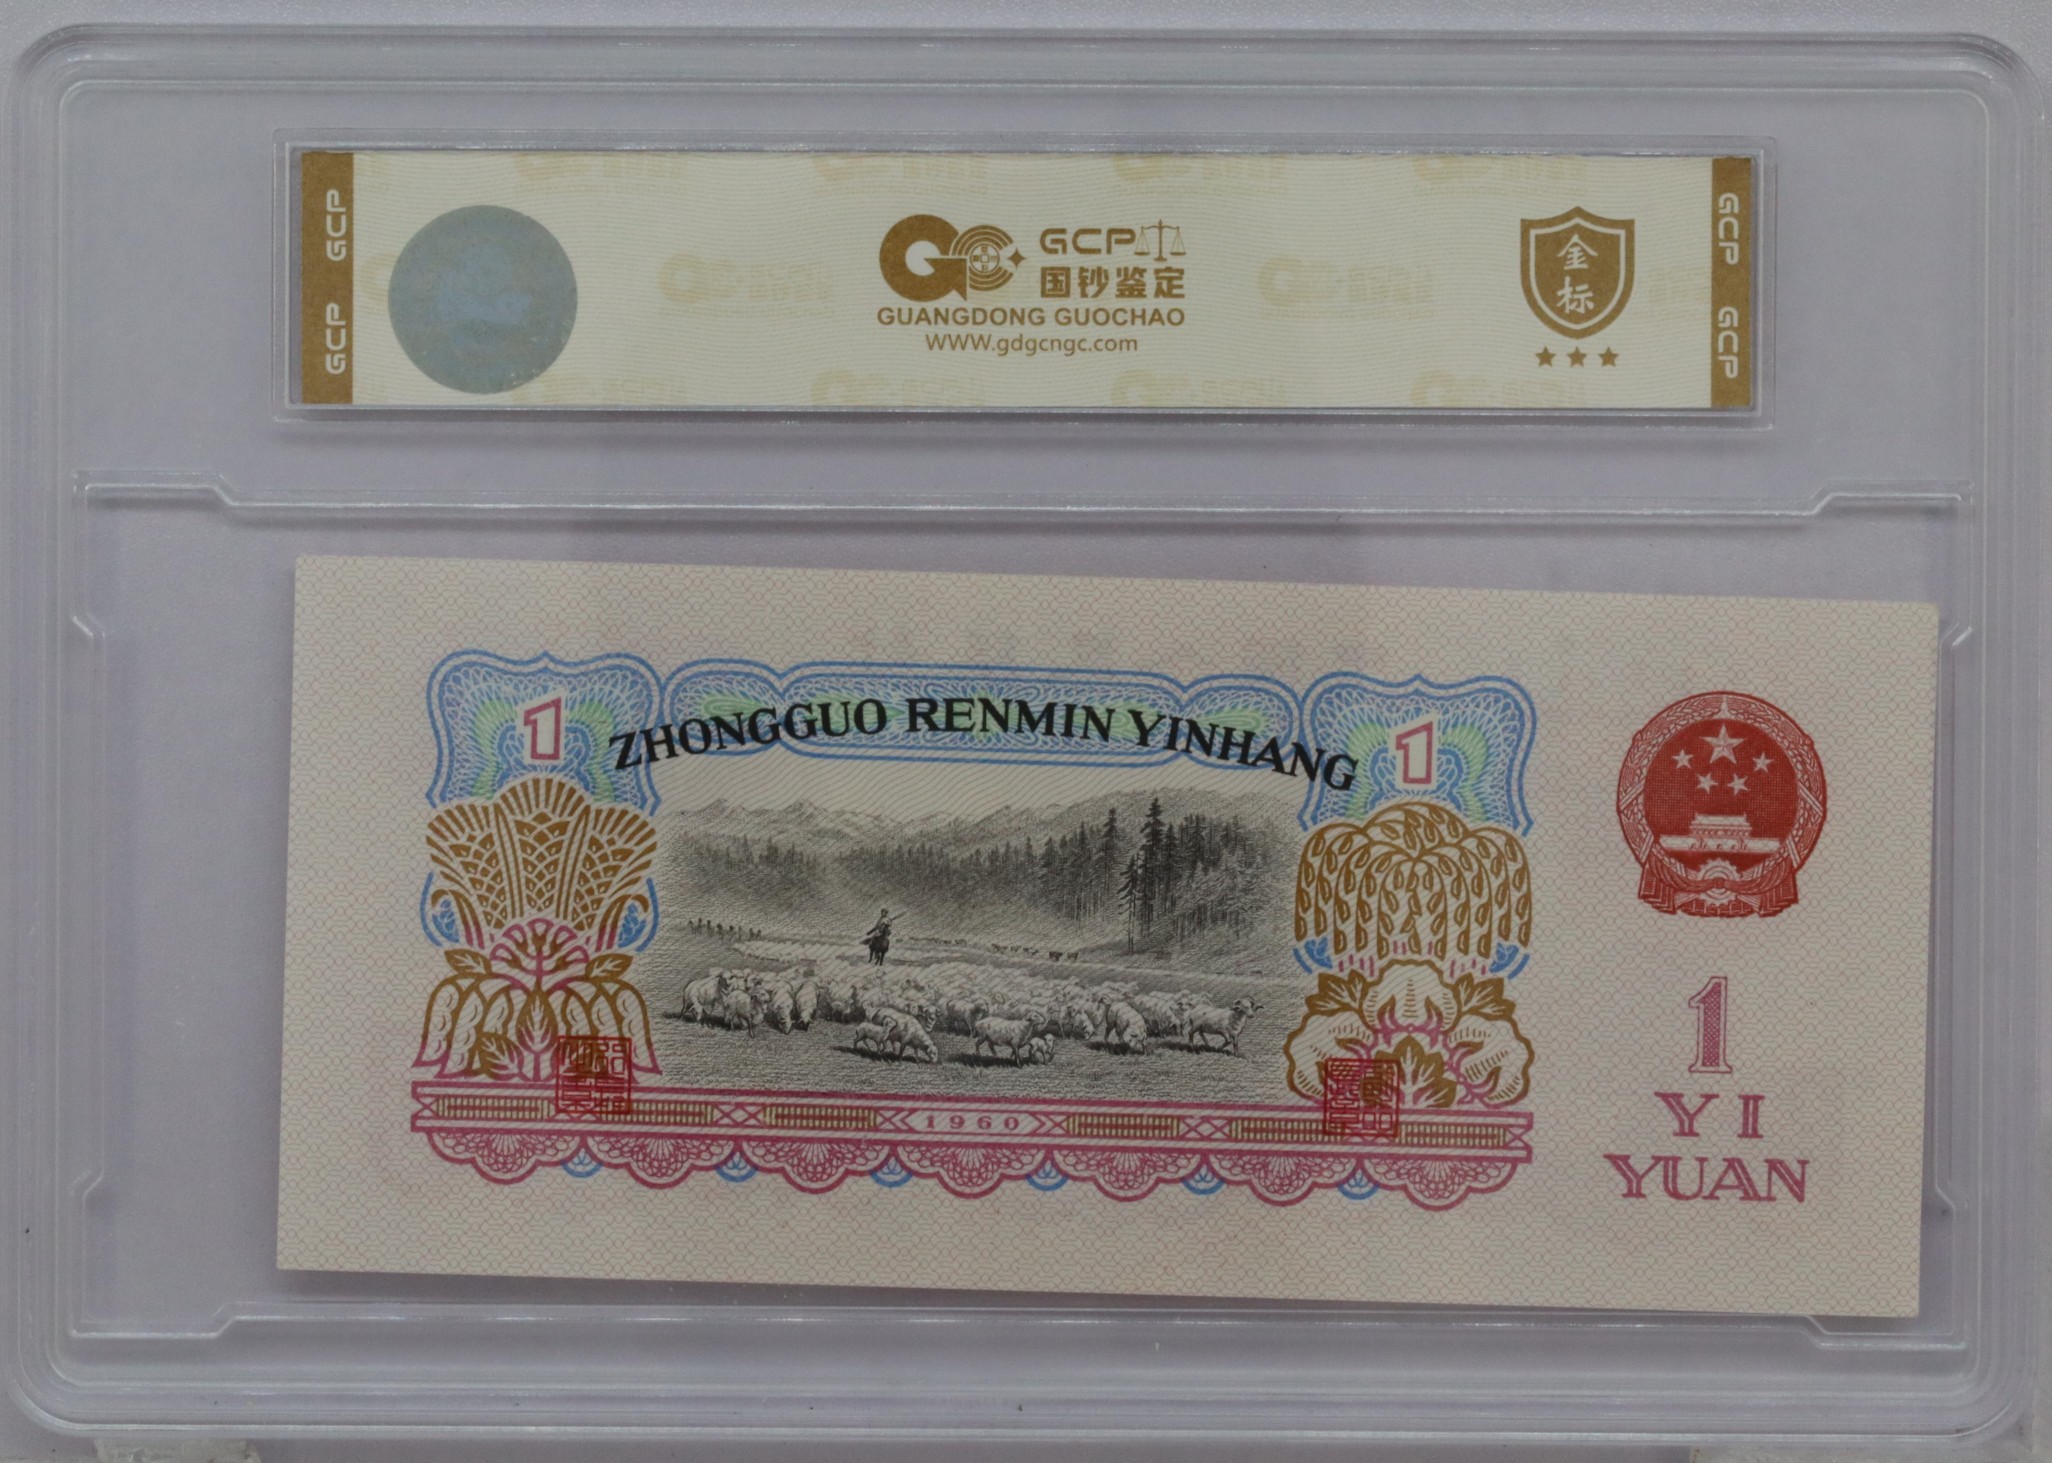 GCP GCP
GCP
国钞鉴定
GUANGDONG GUOCHAO
WWW.gdgcngc.com
金
标
GCP GCP
ZHONGGUO RENMIN YINHANG
1
1
1960
1
YI
YUAN